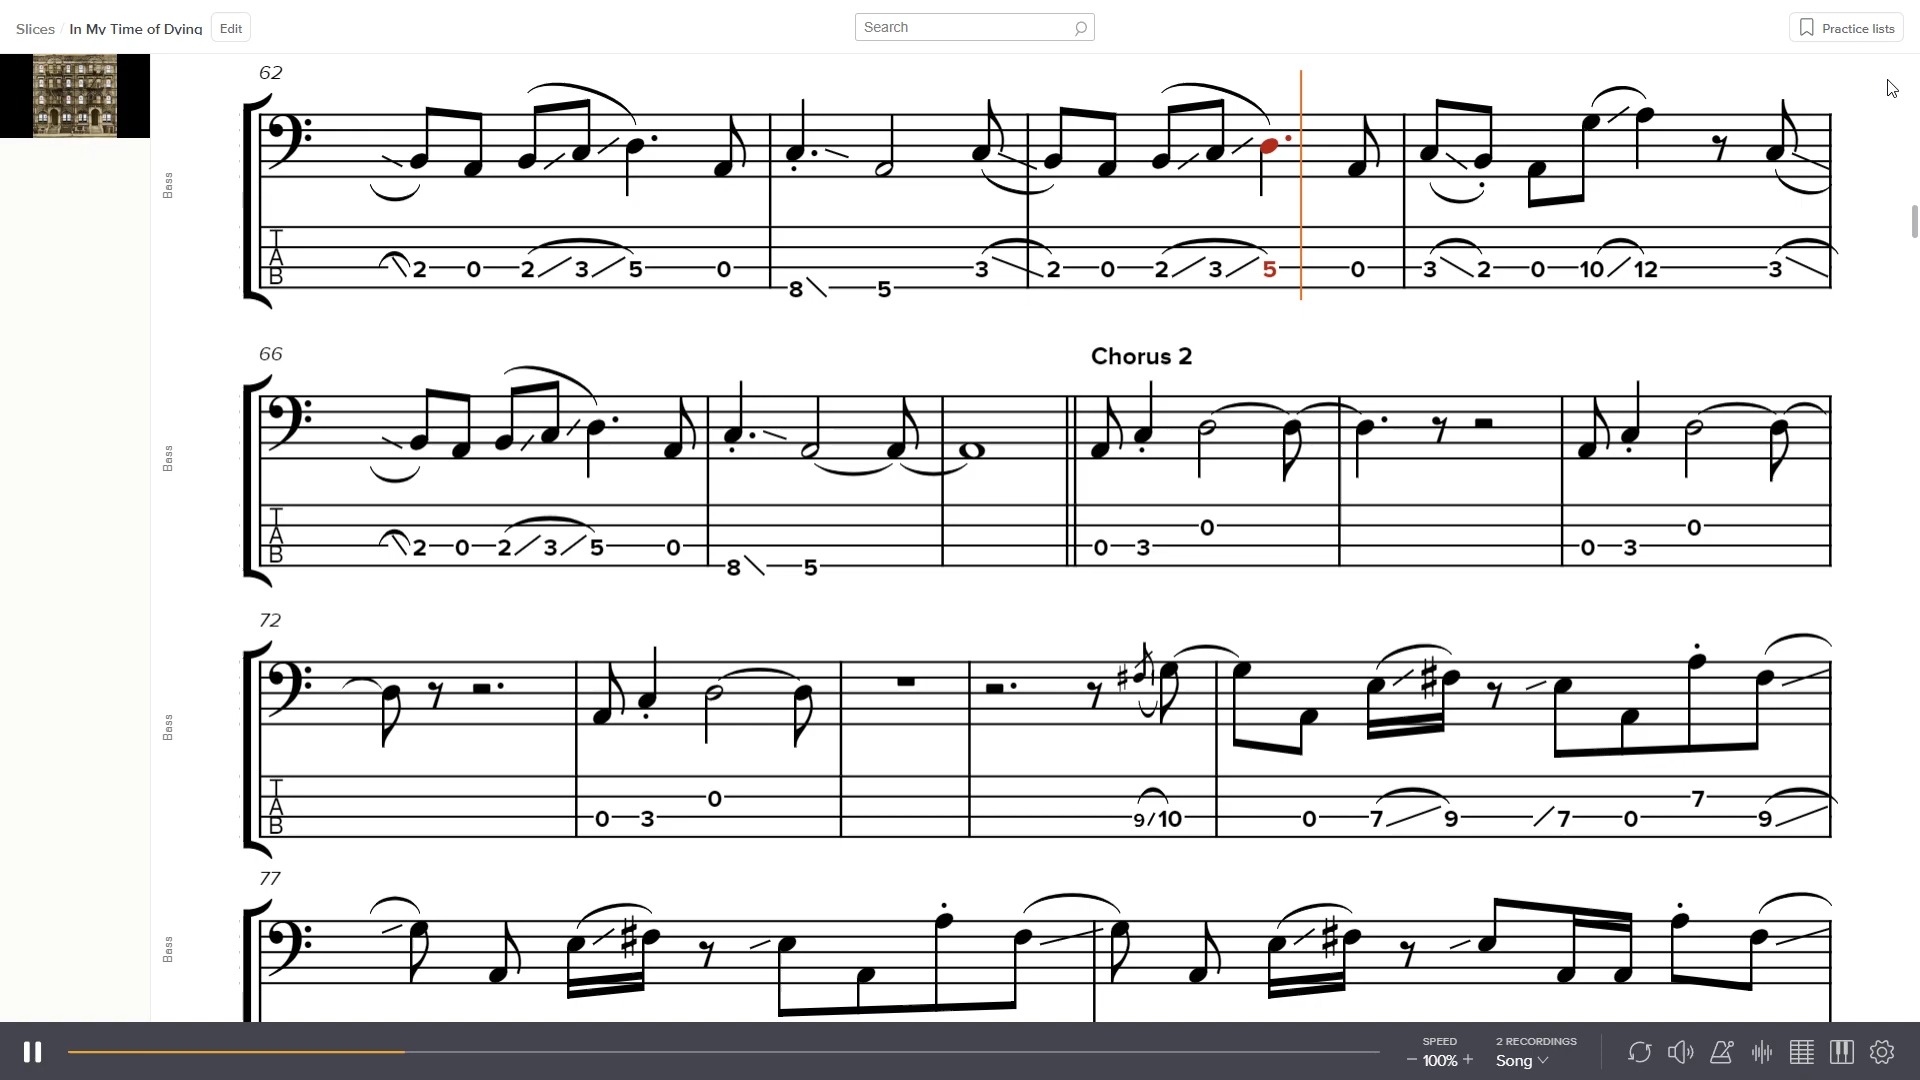 Slices / In My Time of Dying Edit
Search
Practice lists
62
Bass
TAB 2 0 2 3 5 0 8 5 3 2 0 2 3 5 0 3 2 0 10 12 3
66
Chorus 2
Bass
TAB 2 0 2 3 5 0 8 5 0 3 0 0 3 0
72
Bass
TAB 0 3 0 9/10 0 7 9 7 0 7 9
77
Bass
SPEED
− 100% +
2 RECORDINGS
Song